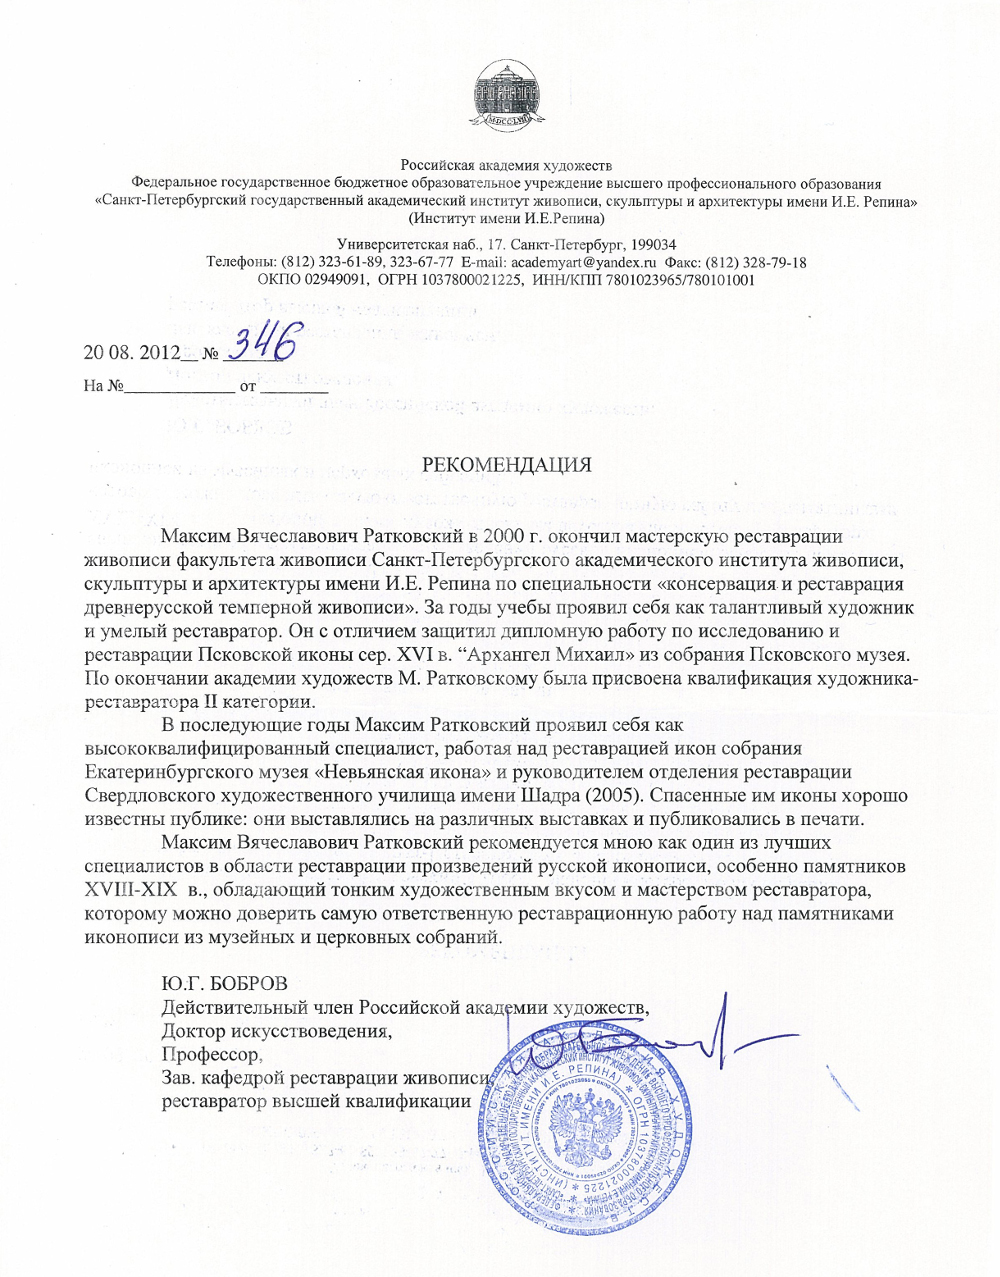 MDCCLVII
Российская академия художеств
Федеральное государственное бюджетное образовательное учреждение высшего профессионального образования
«Санкт-Петербургский государственный академический институт живописи, скульптуры и архитектуры имени И.Е. Репина»
(Институт имени И.Е.Репина)
Университетская наб., 17. Санкт-Петербург, 199034
Телефоны: (812) 323-61-89, 323-67-77 E-mail: academyart@yandex.ru Факс: (812) 328-79-18
ОКПО 02949091, ОГРН 1037800021225, ИНН/КПП 7801023965/780101001
20 08. 2012__ № 346
На №_____________ от ________
РЕКОМЕНДАЦИЯ
Максим Вячеславович Ратковский в 2000 г. окончил мастерскую реставрации
живописи факультета живописи Санкт-Петербургского академического института живописи,
скульптуры и архитектуры имени И.Е. Репина по специальности «консервация и реставрация
древнерусской темперной живописи». За годы учебы проявил себя как талантливый художник
и умелый реставратор. Он с отличием защитил дипломную работу по исследованию и
реставрации Псковской иконы сер. XVI в. “Архангел Михаил» из собрания Псковского музея.
По окончании академии художеств М. Ратковскому была присвоена квалификация художника-
реставратора II категории.
В последующие годы Максим Ратковский проявил себя как
высококвалифицированный специалист, работая над реставрацией икон собрания
Екатеринбургского музея «Невьянская икона» и руководителем отделения реставрации
Свердловского художественного училища имени Шадра (2005). Спасенные им иконы хорошо
известны публике: они выставлялись на различных выставках и публиковались в печати.
Максим Вячеславович Ратковский рекомендуется мною как один из лучших
специалистов в области реставрации произведений русской иконописи, особенно памятников
XVIII-XIX в., обладающий тонким художественным вкусом и мастерством реставратора,
которому можно доверить самую ответственную реставрационную работу над памятниками
иконописи из музейных и церковных собраний.
Ю.Г. БОБРОВ
Действительный член Российской академии художеств,
Доктор искусствоведения,
Профессор,
Зав. кафедрой реставрации живописи
реставратор высшей квалификации
РОССИЙСКАЯ АКАДЕМИЯ ХУДОЖЕСТВ
(ИНСТИТУТ ИМЕНИ И.Е. РЕПИНА) * ОГРН 1037800021225 *